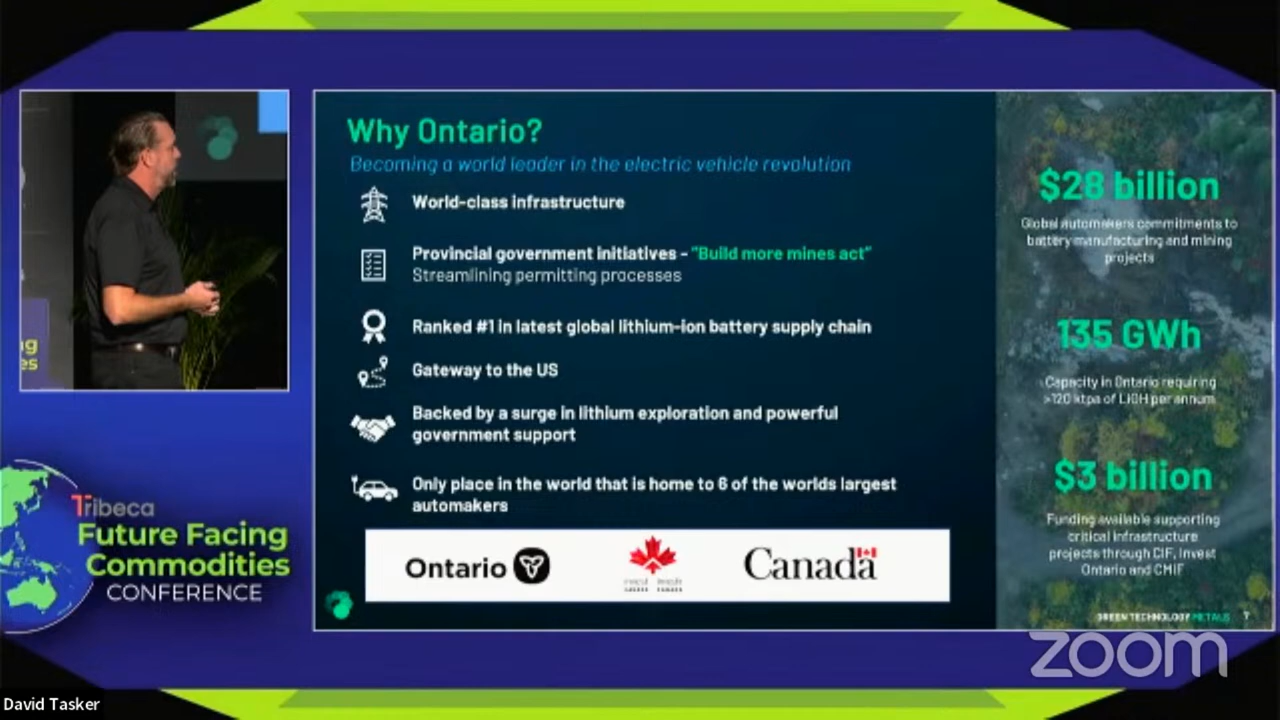 Why Ontario?
Becoming a world leader in the electric vehicle revolution
World-class infrastructure
Provincial government initiatives - "Build more mines act"
Streamlining permitting processes
Ranked #1 in latest global lithium-ion battery supply chain
Gateway to the US
Backed by a surge in lithium exploration and powerful
government support
Only place in the world that is home to 6 of the worlds largest
automakers
Ontario
Canada
$28 billion
Global automakers commitments to
battery manufacturing and mining
projects
135 GWh
Capacity in Ontario requiring
>120 ktpa of LiOH per annum
$3 billion
Funding available supporting
critical infrastructure
projects through CIF, Invest
Ontario and CMIF
GREEN TECHNOLOGY METALS 7
Tribeca
Future Facing
Commodities
CONFERENCE
zoom
David Tasker